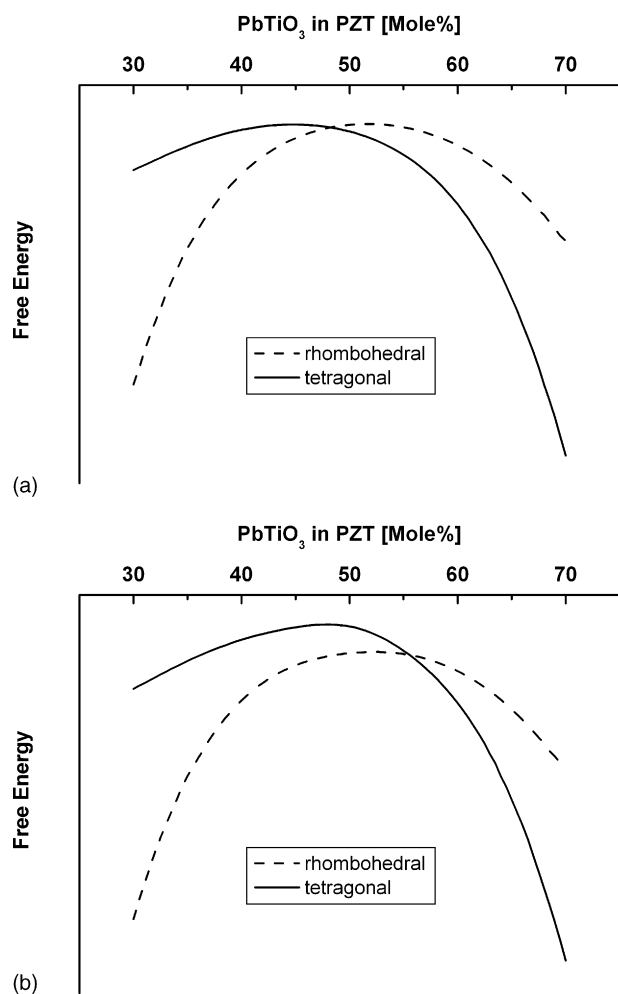 PbTiO₃ in PZT [Mole%]
30 40 50 60 70
Free Energy
rhombohedral
tetragonal
(a)
PbTiO₃ in PZT [Mole%]
30 40 50 60 70
Free Energy
rhombohedral
tetragonal
(b)